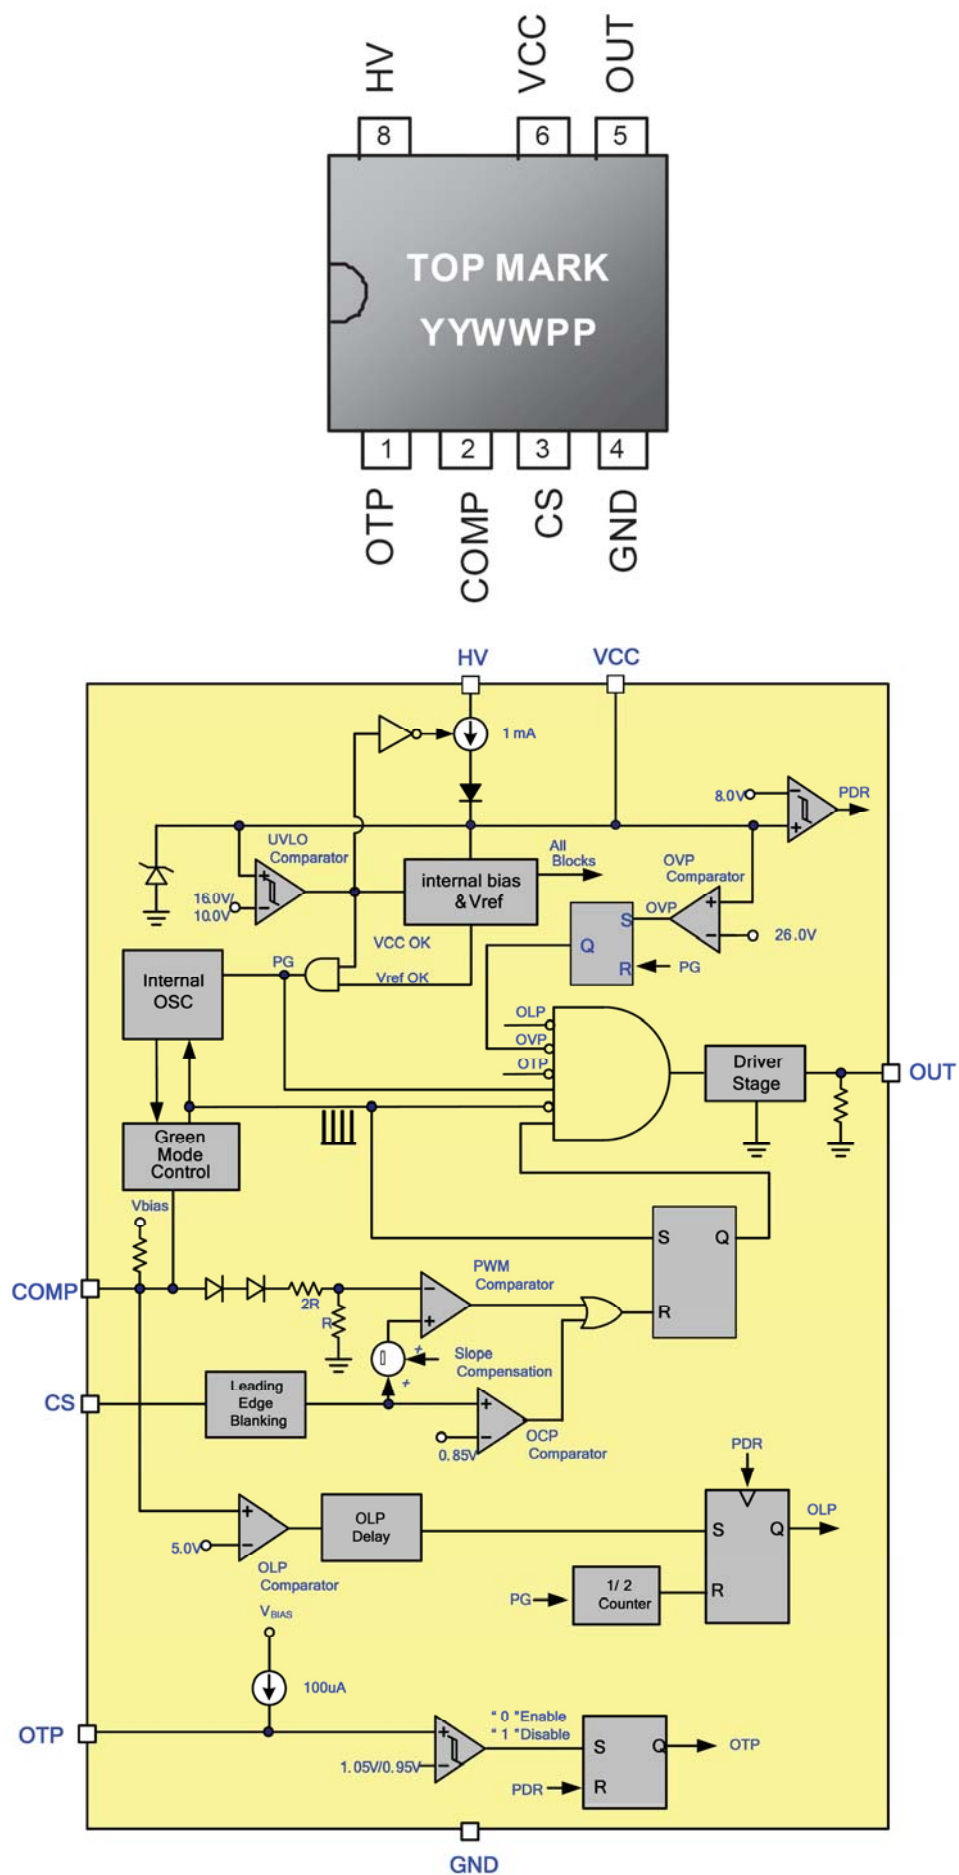 HV
VCC
OUT
8
6
5
TOP MARK
YYWWPP
1
2
3
4
OTP
COMP
CS
GND
HV
VCC
1 mA
8.0V
PDR
UVLO
Comparator
All
Blocks
OVP
Comparator
internal bias
& Vref
16.0V/
10.0V
S
OVP
Q
26.0V
VCC OK
PG
Vref OK
R
PG
Internal
OSC
OLP
OVP
OTP
Driver
Stage
OUT
Green
Mode
Control
Vbias
S
Q
PWM
Comparator
COMP
2R
R
R
Slope
Compensation
Leading
Edge
Blanking
CS
0.85V
OCP
Comparator
PDR
OLP
Delay
OLP
S
Q
5.0V
OLP
Comparator
1/ 2
Counter
PG
R
VBIAS
100uA
" 0 "Enable
" 1 "Disable
OTP
S
Q
OTP
1.05V/0.95V
PDR
R
GND